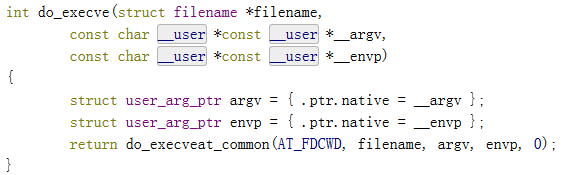 int do_execve(struct filename *filename,
        const char __user *const __user *__argv,
        const char __user *const __user *__envp)
{
        struct user_arg_ptr argv = { .ptr.native = __argv };
        struct user_arg_ptr envp = { .ptr.native = __envp };
        return do_execveat_common(AT_FDCWD, filename, argv, envp, 0);
}